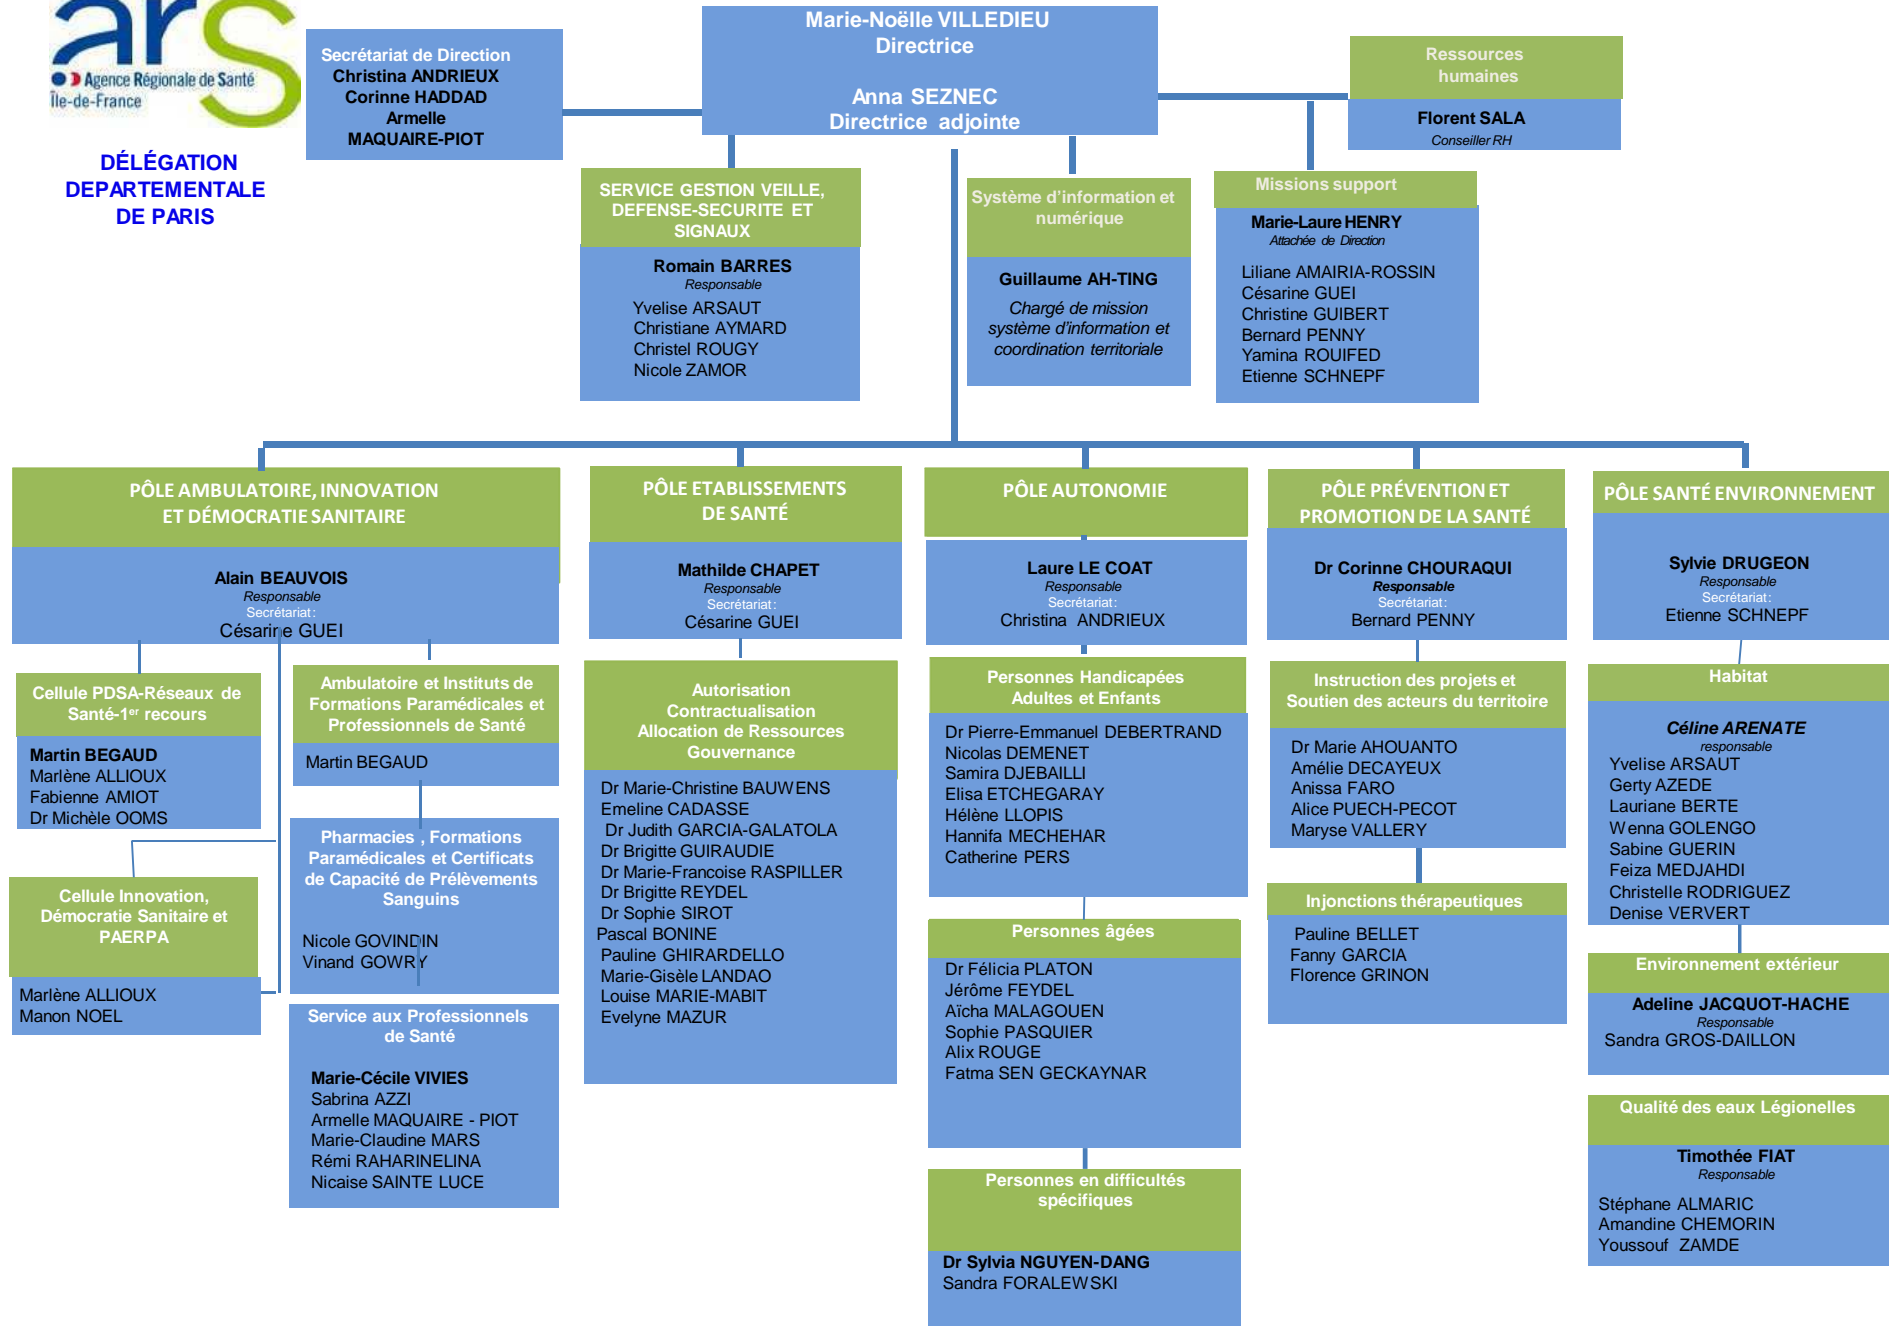 ars
Agence Régionale de Santé
Île-de-France
DÉLÉGATION
DEPARTEMENTALE
DE PARIS
Secrétariat de Direction
Christina ANDRIEUX
Corinne HADDAD
Armelle
MAQUAIRE-PIOT
Marie-Noëlle VILLEDIEU
Directrice
Anna SEZNEC
Directrice adjointe
Ressources
humaines
Florent SALA
Conseiller RH
SERVICE GESTION VEILLE,
DEFENSE-SECURITE ET
SIGNAUX
Romain BARRES
Responsable
Yvelise ARSAUT
Christiane AYMARD
Christel ROUGY
Nicole ZAMOR
Système d'information et
numérique
Guillaume AH-TING
Chargé de mission
système d'information et
coordination territoriale
Missions support
Marie-Laure HENRY
Attachée de Direction
Liliane AMAIRIA-ROSSIN
Césarine GUEI
Christine GUIBERT
Bernard PENNY
Yamina ROUIFED
Etienne SCHNEPF
PÔLE AMBULATOIRE, INNOVATION
ET DÉMOCRATIE SANITAIRE
Alain BEAUVOIS
Responsable
Secrétariat :
Césarine GUEI
Cellule PDSA-Réseaux de
Santé-1er recours
Martin BEGAUD
Marlène ALLIOUX
Fabienne AMIOT
Dr Michèle OOMS
Cellule Innovation,
Démocratie Sanitaire et
PAERPA
Marlène ALLIOUX
Manon NOEL
Ambulatoire et Instituts de
Formations Paramédicales et
Professionnels de Santé
Martin BEGAUD
Pharmacies , Formations
Paramédicales et Certificats
de Capacité de Prélèvements
Sanguins
Nicole GOVINDIN
Vinand GOWRY
Service aux Professionnels
de Santé
Marie-Cécile VIVIES
Sabrina AZZI
Armelle MAQUAIRE - PIOT
Marie-Claudine MARS
Rémi RAHARINELINA
Nicaise SAINTE LUCE
PÔLE ETABLISSEMENTS
DE SANTÉ
Mathilde CHAPET
Responsable
Secrétariat :
Césarine GUEI
Autorisation
Contractualisation
Allocation de Ressources
Gouvernance
Dr Marie-Christine BAUWENS
Emeline CADASSE
Dr Judith GARCIA-GALATOLA
Dr Brigitte GUIRAUDIE
Dr Marie-Francoise RASPILLER
Dr Brigitte REYDEL
Dr Sophie SIROT
Pascal BONINE
Pauline GHIRARDELLO
Marie-Gisèle LANDAO
Louise MARIE-MABIT
Evelyne MAZUR
PÔLE AUTONOMIE
Laure LE COAT
Responsable
Secrétariat :
Christina ANDRIEUX
Personnes Handicapées
Adultes et Enfants
Dr Pierre-Emmanuel DEBERTRAND
Nicolas DEMENET
Samira DJEBAILLI
Elisa ETCHEGARAY
Hélène LLOPIS
Hannifa MECHEHAR
Catherine PERS
Personnes âgées
Dr Félicia PLATON
Jérôme FEYDEL
Aïcha MALAGOUEN
Sophie PASQUIER
Alix ROUGE
Fatma SEN GECKAYNAR
Personnes en difficultés
spécifiques
Dr Sylvia NGUYEN-DANG
Sandra FORALEWSKI
PÔLE PRÉVENTION ET
PROMOTION DE LA SANTÉ
Dr Corinne CHOURAQUI
Responsable
Secrétariat :
Bernard PENNY
Instruction des projets et
Soutien des acteurs du territoire
Dr Marie AHOUANTO
Amélie DECAYEUX
Anissa FARO
Alice PUECH-PECOT
Maryse VALLERY
Injonctions thérapeutiques
Pauline BELLET
Fanny GARCIA
Florence GRINON
PÔLE SANTÉ ENVIRONNEMENT
Sylvie DRUGEON
Responsable
Secrétariat :
Etienne SCHNEPF
Habitat
Céline ARENATE
responsable
Yvelise ARSAUT
Gerty AZEDE
Lauriane BERTE
Wenna GOLENGO
Sabine GUERIN
Feiza MEDJAHDI
Christelle RODRIGUEZ
Denise VERVERT
Environnement extérieur
Adeline JACQUOT-HACHE
Responsable
Sandra GROS-DAILLON
Qualité des eaux Légionelles
Timothée FIAT
Responsable
Stéphane ALMARIC
Amandine CHEMORIN
Youssouf ZAMDE